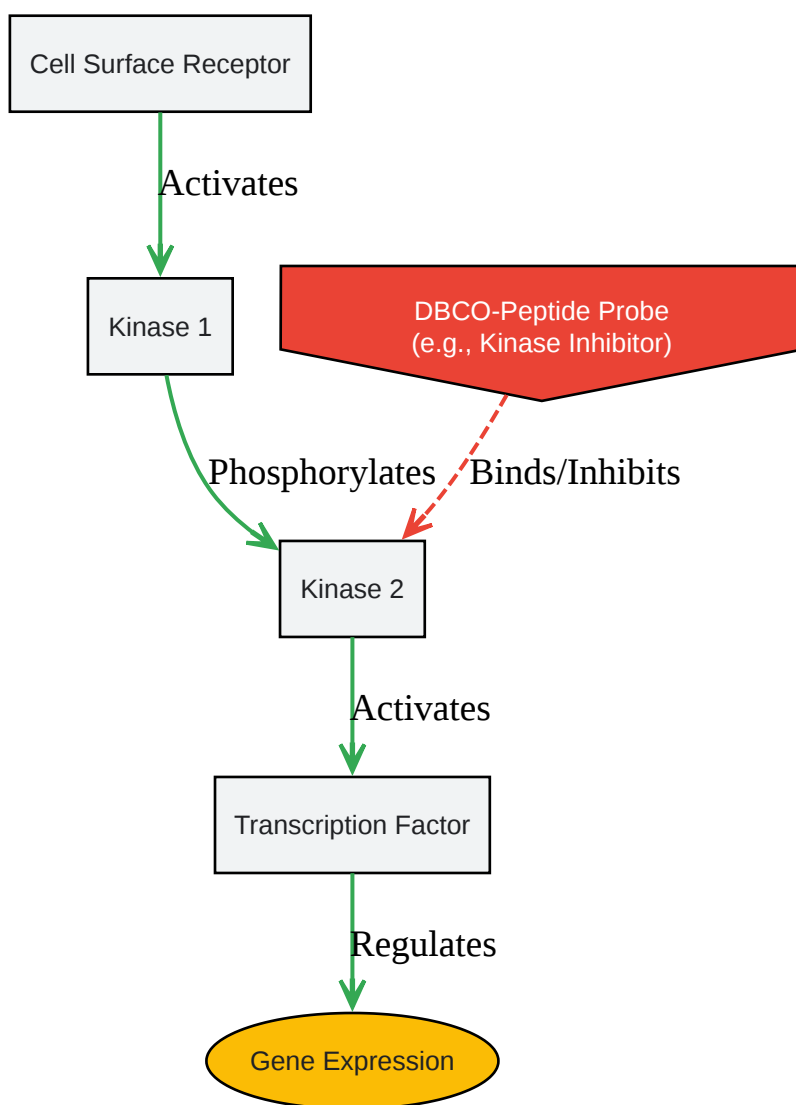 Cell Surface Receptor
Activates
Kinase 1
DBCO-Peptide Probe
(e.g., Kinase Inhibitor)
Phosphorylates
Binds/Inhibits
Kinase 2
Activates
Transcription Factor
Regulates
Gene Expression